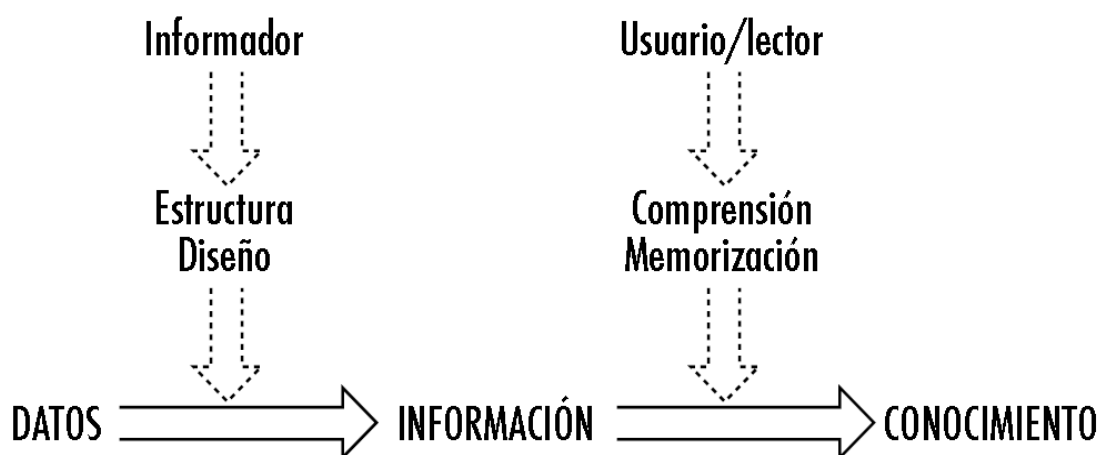 Informador
Usuario/lector
Estructura
Diseño
Comprensión
Memorización
DATOS
INFORMACIÓN
CONOCIMIENTO